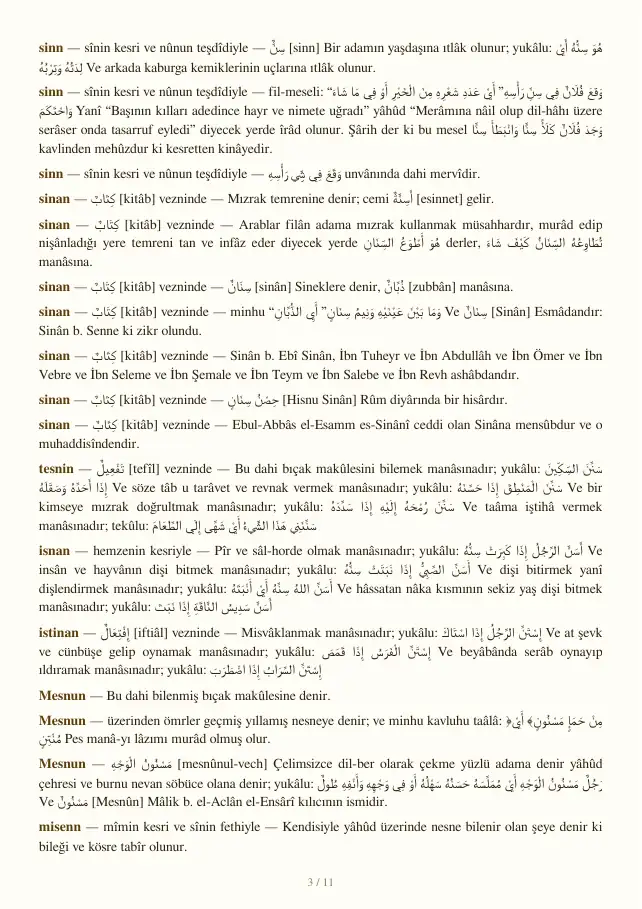 sinn — sînin kesri ve nûnun teşdîdiyle — سِنٌّ [sinn] Bir adamın yaşdaşına ıtlâk olunur; yukâlu: هُوَ سِنُّهُ أَيْ
لِدَتُهُ وَتِرْبُهُ Ve arkada kaburga kemiklerinin uçlarına ıtlâk olunur.
sinn — sînin kesri ve nûnun teşdîdiyle — fil-meseli: “وَقَعَ فُلَانٌ فِي سِنِّ رَأْسِهِ” أَيْ عَدَدِ شَعْرِهِ مِنَ الْخَيْرِ أَوْ فِي مَا شَاءَ
وَاحْتَكَمَ Yanî “Başının kılları adedince hayr ve nimete uğradı” yâhûd “Merâmına nâil olup dil-hâhı üzere
serâser onda tasarruf eyledi” diyecek yerde îrâd olunur. Şârih der ki bu mesel وَجَدَ فُلَانٌ كَلَأً سِنًّا وَانْبَطَأَ سِنًّا
kavlinden mehûzdur ki kesretten kinâyedir.
sinn — sînin kesri ve nûnun teşdîdiyle — وَقَعَ فِي سِّيِ رَأْسِهِ unvânında dahi mervîdir.
sinan — كِتَابٌ [kitâb] vezninde — Mızrak temrenine denir; cemi أَسِنَّةٌ [esinnet] gelir.
sinan — كِتَابٌ [kitâb] vezninde — Arablar filân adama mızrak kullanmak müsahhardır, murâd edip
nişânladığı yere temreni tan ve infâz eder diyecek yerde هُوَ أَطْوَعُ السِّنَانِ derler, تُطَاوِعُهُ السِّنَانُ كَيْفَ شَاءَ
manâsına.
sinan — كِتَابٌ [kitâb] vezninde — سِنَانٌ [sinân] Sineklere denir, ذُبَّانٌ [zubbân] manâsına.
sinan — كِتَابٌ [kitâb] vezninde — minhu “وَمَا بَيْنَ عَيْنَيْهِ وَنِيمُ سِنَانٍ” أَيِ الذُّبَّانِ Ve سِنَانٌ [Sinân] Esmâdandır:
Sinân b. Senne ki zikr olundu.
sinan — كِتَابٌ [kitâb] vezninde — Sinân b. Ebî Sinân, İbn Tuheyr ve İbn Abdullâh ve İbn Ömer ve İbn
Vebre ve İbn Seleme ve İbn Şemale ve İbn Teym ve İbn Salebe ve İbn Revh ashâbdandır.
sinan — كِتَابٌ [kitâb] vezninde — حِصْنُ سِنَانٍ [Hisnu Sinân] Rûm diyârında bir hisârdır.
sinan — كِتَابٌ [kitâb] vezninde — Ebul-Abbâs el-Esamm es-Sinânî ceddi olan Sinâna mensûbdur ve o
muhaddisîndendir.
tesnin — تَفْعِيلٌ [tefîl] vezninde — Bu dahi bıçak makûlesini bilemek manâsınadır; yukâlu: سَنَّنَ السِّكِّينَ
إِذَا أَحَدَّهُ وَصَقَلَهُ Ve söze tâb u tarâvet ve revnak vermek manâsınadır; yukâlu: سَنَّنَ الْمَنْطِقَ إِذَا حَسَّنَهُ Ve bir
kimseye mızrak doğrultmak manâsınadır; yukâlu: سَنَّنَ رُمْحَهُ إِلَيْهِ إِذَا سَدَّدَهُ Ve taâma iştihâ vermek
manâsınadır; tekûlu: سَنَّنَنِي هَذَا الشَّيْءُ أَيْ شَهَّى إِلَى الطَّعَامَ
isnan — hemzenin kesriyle — Pîr ve sâl-horde olmak manâsınadır; yukâlu: أَسَنَّ الرَّجُلُ إِذَا كَبِرَتْ سِنُّهُ Ve
insân ve hayvânın dişi bitmek manâsınadır; yukâlu: أَسَنَّ الصَّبِيُّ إِذَا نَبَتَتْ سِنُّهُ Ve dişi bitirmek yanî
dişlendirmek manâsınadır; yukâlu: أَسَنَّ اللهُ سِنَّهُ أَيْ أَنْبَتَهُ Ve hâssatan nâka kısmının sekiz yaş dişi bitmek
manâsınadır; yukâlu: أَسَنَّ سَدِيسُ النَّاقَةِ إِذَا نَبَتَ
istinan — إِفْتِعَالٌ [iftiâl] vezninde — Misvâklanmak manâsınadır; yukâlu: إِسْتَنَّ الرَّجُلُ إِذَا اسْتَاكَ Ve at şevk
ve cünbüşe gelip oynamak manâsınadır; yukâlu: إِسْتَنَّ الْفَرَسُ إِذَا قَمَصَ Ve beyâbânda serâb oynayıp
ıldıramak manâsınadır; yukâlu: إِسْتَنَّ السَّرَابُ إِذَا اضْطَرَبَ
Mesnun — Bu dahi bilenmiş bıçak makûlesine denir.
Mesnun — üzerinden ömrler geçmiş yıllamış nesneye denir; ve minhu kavluhu taâlâ: ﴿مِنْ حَمَإٍ مَسْنُونٍ﴾ أَيْ
مُنْتِنٍ Pes manâ-yı lâzımı murâd olmuş olur.
Mesnun — مَسْنُونُ الْوَجْهِ [mesnûnul-vech] Çelimsizce dil-ber olarak çekme yüzlü adama denir yâhûd
çehresi ve burnu nevan söbüce olana denir; yukâlu: رَجُلٌ مَسْنُونُ الْوَجْهِ أَيْ مُمَلَّسُهُ حَسَنُهُ سَهْلُهُ أَوْ فِي وَجْهِهِ وَأَنْفِهِ طُولٌ
Ve مَسْنُونٌ [Mesnûn] Mâlik b. el-Aclân el-Ensârî kılıcının ismidir.
misenn — mîmin kesri ve sînin fethiyle — Kendisiyle yâhûd üzerinde nesne bilenir olan şeye denir ki
bileği ve kösre tabîr olunur.
3 / 11